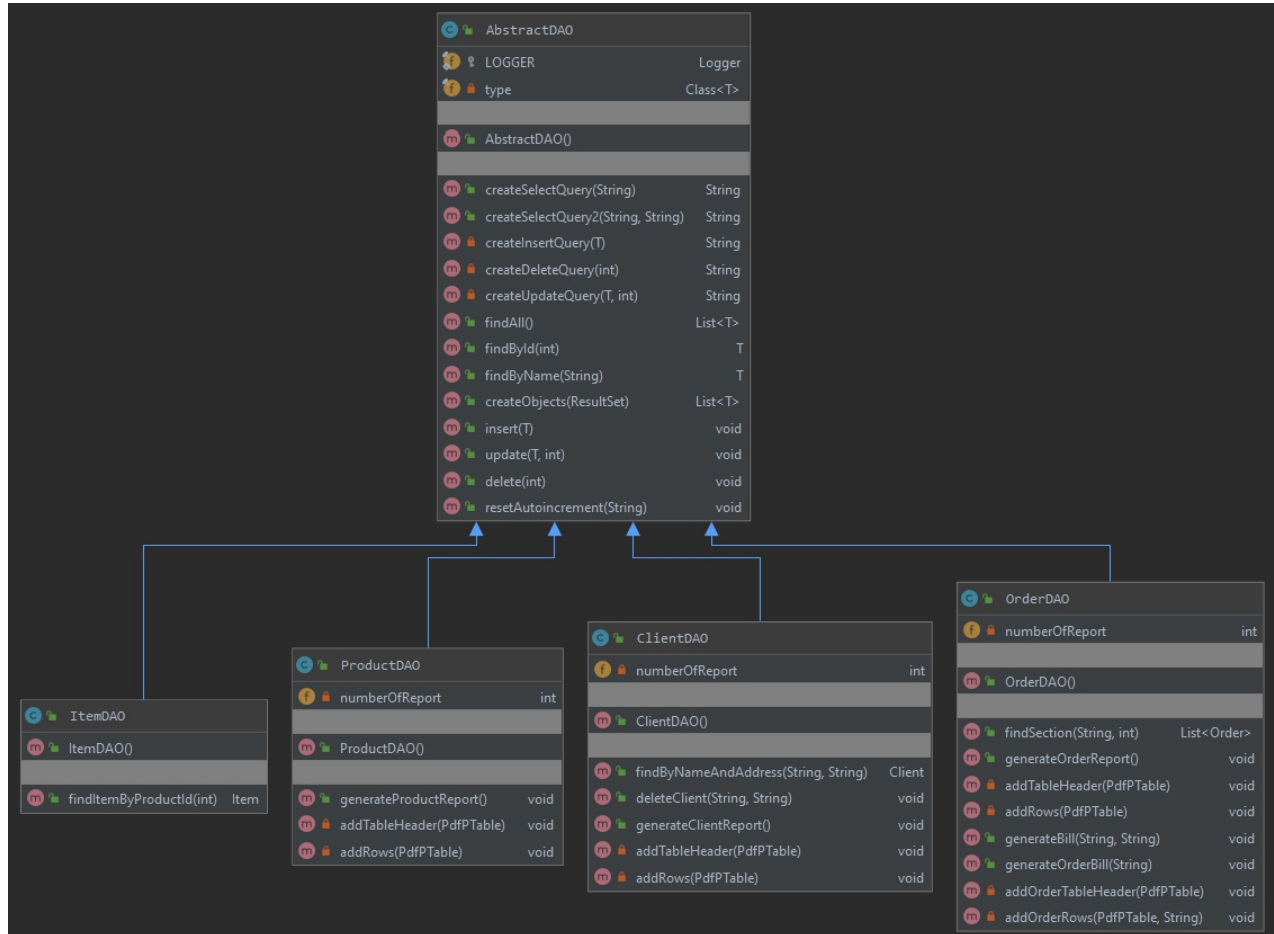 AbstractDAO
LOGGER Logger
type Class<T>
AbstractDAO()
createSelectQuery(String) String
createSelectQuery2(String, String) String
createInsertQuery(T) String
createDeleteQuery(int) String
createUpdateQuery(T, int) String
findAll() List<T>
findById(int) T
findByName(String) T
createObjects(ResultSet) List<T>
insert(T) void
update(T, int) void
delete(int) void
resetAutoincrement(String) void
ItemDAO
ItemDAO()
findItemByProductId(int) Item
ProductDAO
numberOfReport int
ProductDAO()
generateProductReport() void
addTableHeader(PdfPTable) void
addRows(PdfPTable) void
ClientDAO
numberOfReport int
ClientDAO()
findByNameAndAddress(String, String) Client
deleteClient(String, String) void
generateClientReport() void
addTableHeader(PdfPTable) void
addRows(PdfPTable) void
OrderDAO
numberOfReport int
OrderDAO()
findSection(String, int) List<Order>
generateOrderReport() void
addTableHeader(PdfPTable) void
addRows(PdfPTable) void
generateBill(String, String) void
generateOrderBill(String) void
addOrderTableHeader(PdfPTable) void
addOrderRows(PdfPTable, String) void